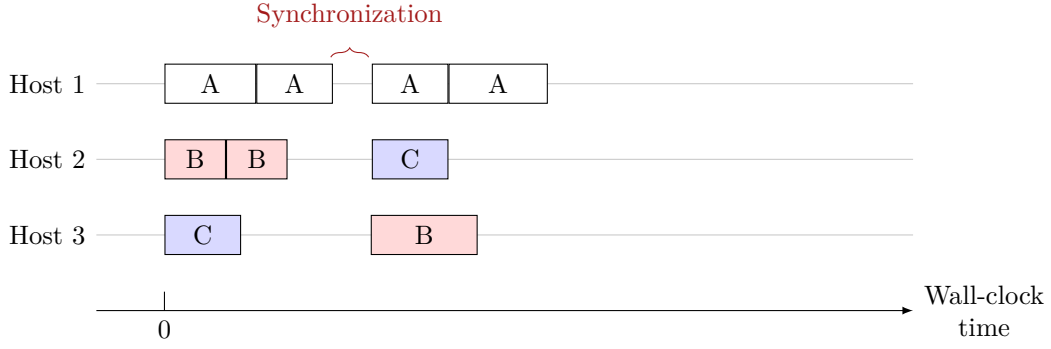 Synchronization
Host 1 A A A A
Host 2 B B C
Host 3 C B
0
Wall-clock
time